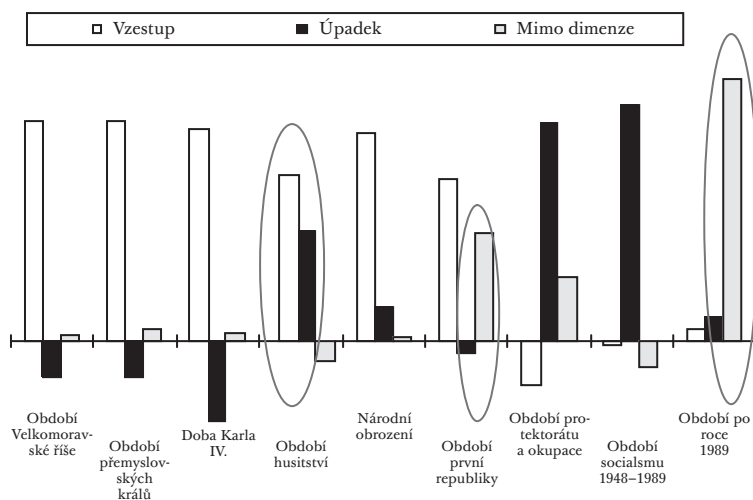 Vzestup
Úpadek
Mimo dimenze
Období
Velkomorav-
ské říše
Období
přemyslov-
ských
králů
Doba Karla
IV.
Období
husitství
Národní
obrození
Období
první
republiky
Období pro-
tektorátu
a okupace
Období
socialsmu
1948–1989
Období po
roce
1989